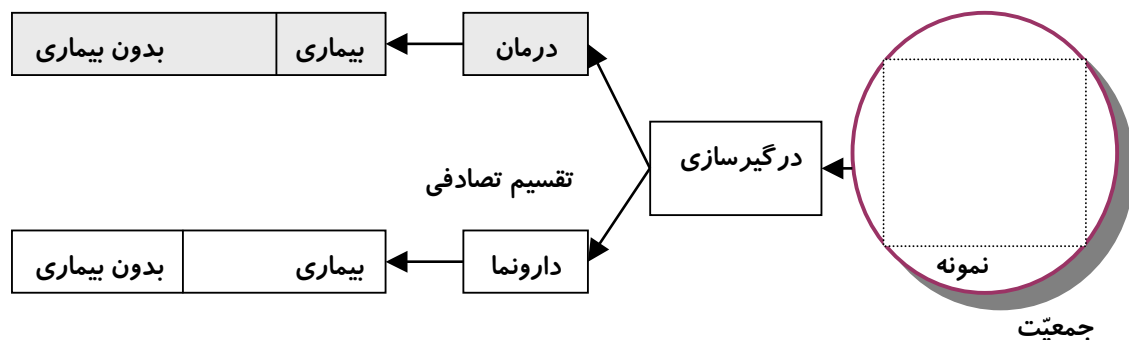 درمان
بیماری
بدون بیماری
درگیرسازی
تقسیم تصادفی
دارونما
بیماری
بدون بیماری
نمونه
جمعیّت